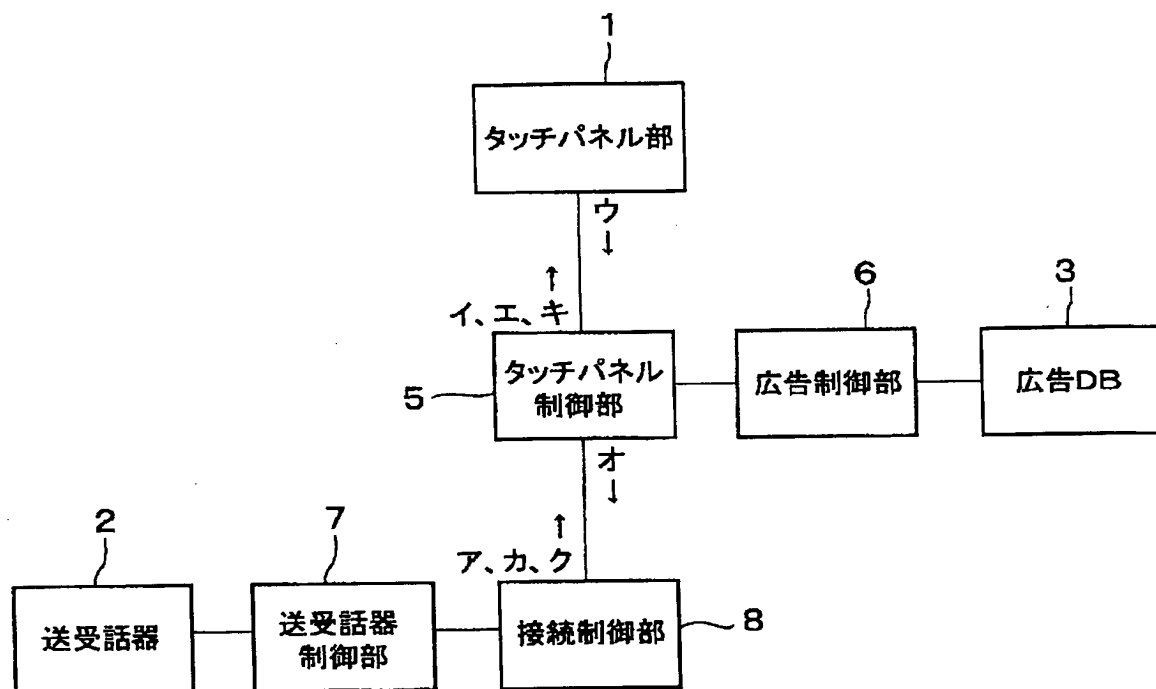 1
タッチパネル部
ウ
↓
↑
イ、エ、キ
6
3
5
タッチパネル
制御部
広告制御部
広告DB
オ
↓
2
7
↑
ア、カ、ク
送受話器
送受話器
制御部
接続制御部
8